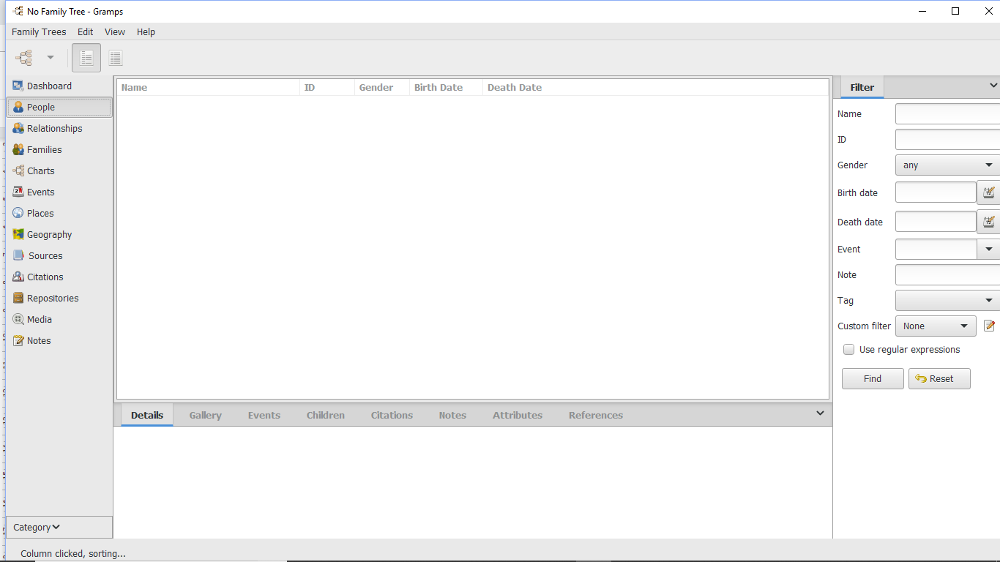 No Family Tree - Gramps
Family Trees Edit View Help
Dashboard
People
Relationships
Families
Charts
Events
Places
Geography
Sources
Citations
Repositories
Media
Notes
Category
Name ID Gender Birth Date Death Date
Details Gallery Events Children Citations Notes Attributes References
Filter
Name
ID
Gender any
Birth date
Death date
Event
Note
Tag
Custom filter None
Use regular expressions
Find Reset
Column clicked, sorting...